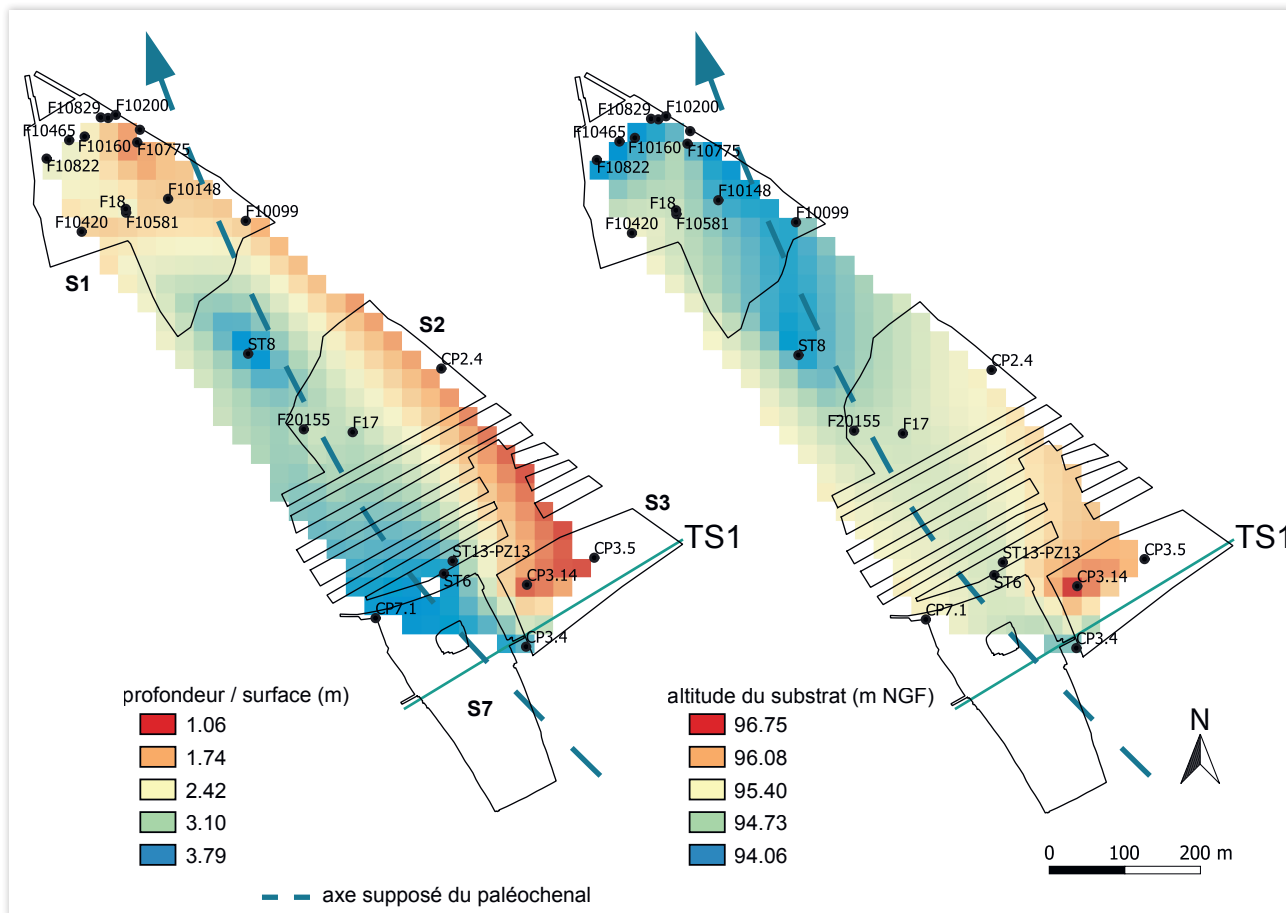 F10829
F10200
F10465
F10160
F10775
F10822
F10148
F18
F10581
F10099
F10420
S1
S2
ST8
CP2.4
F20155
F17
S3
TS1
ST13-PZ13
CP3.5
ST6
CP3.14
CP7.1
CP3.4
S7
profondeur / surface (m)
1.06
1.74
2.42
3.10
3.79
F10829
F10200
F10465
F10160
F10775
F10822
F10148
F18
F10581
F10099
F10420
ST8
CP2.4
F20155
F17
TS1
ST13-PZ13
CP3.5
ST6
CP3.14
CP7.1
CP3.4
altitude du substrat (m NGF)
96.75
96.08
95.40
94.73
94.06
N
0 100 200 m
axe supposé du paléochenal